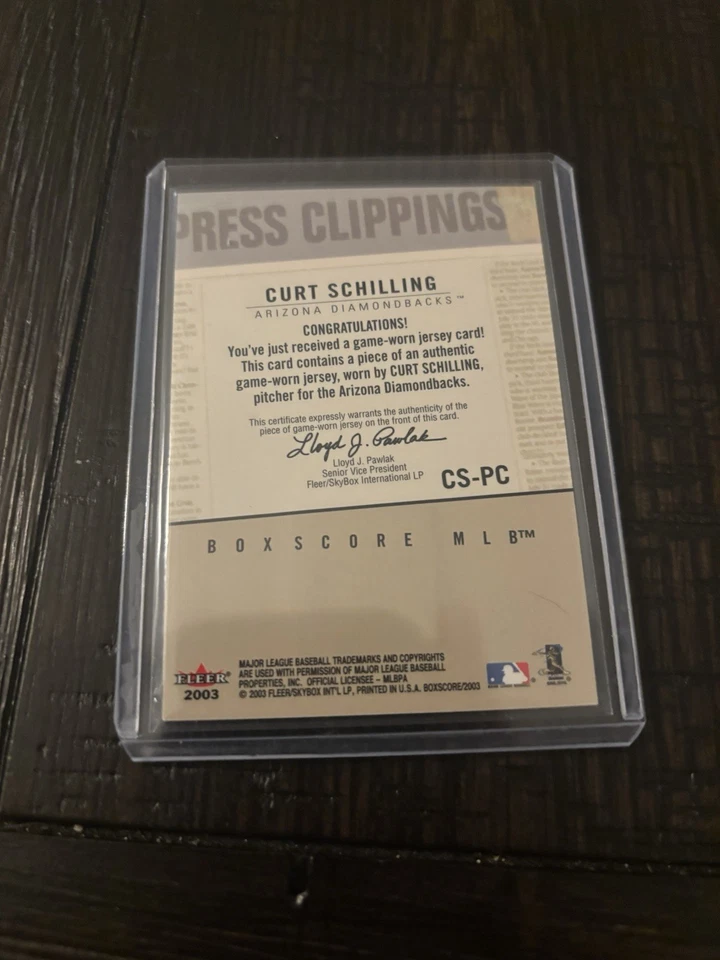 PRESS CLIPPINGS
CURT SCHILLING
ARIZONA DIAMONDBACKS™
CONGRATULATIONS!
You've just received a game-worn jersey card!
This card contains a piece of an authentic
game-worn jersey, worn by CURT SCHILLING,
pitcher for the Arizona Diamondbacks.
This certificate expressly warrants the authenticity of the
piece of game-worn jersey on the front of this card.
Lloyd J. Pawlak
Lloyd J. Pawlak
Senior Vice President
Fleer/SkyBox International LP
CS-PC
BOXSCORE MLB™
FLEER®
2003
MAJOR LEAGUE BASEBALL TRADEMARKS AND COPYRIGHTS
ARE USED WITH PERMISSION OF MAJOR LEAGUE BASEBALL
PROPERTIES, INC. OFFICIAL LICENSEE – MLBPA
© 2003 FLEER/SKYBOX INT'L LP, PRINTED IN U.S.A. BOXSCORE/2003